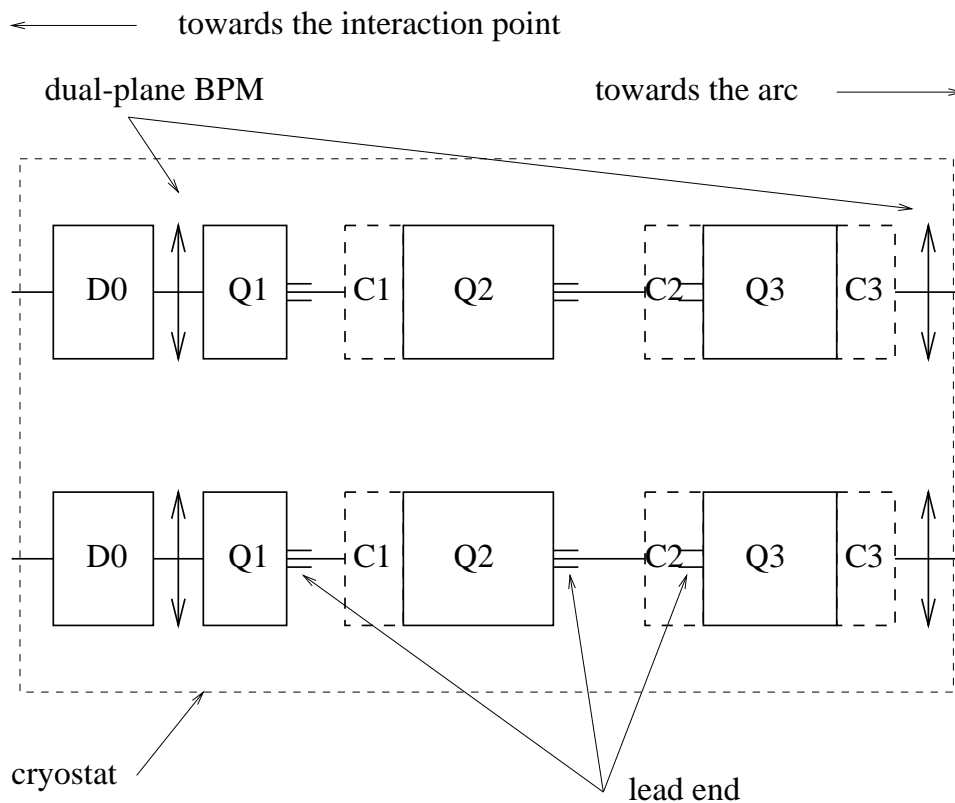 towards the interaction point
dual-plane BPM
towards the arc
D0 Q1 C1 Q2 C2 Q3 C3
D0 Q1 C1 Q2 C2 Q3 C3
cryostat
lead end